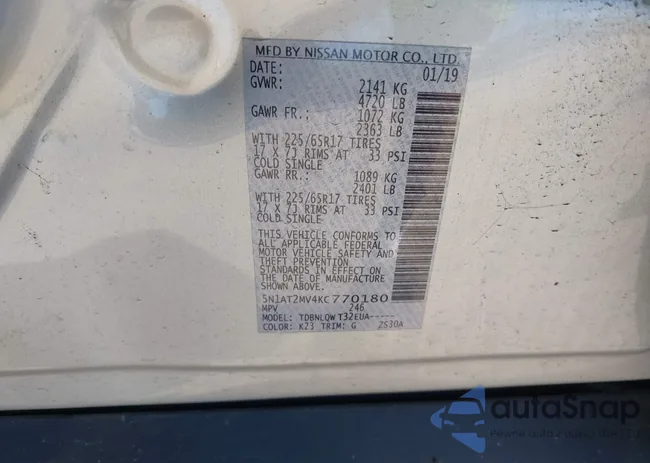 MFD BY NISSAN MOTOR CO., LTD.
DATE: 01/19
GVWR: 2141 KG
4720 LB
GAWR FR.: 1072 KG
2363 LB
WITH 225/65R17 TIRES
17 X 7J RIMS AT 33 PSI
COLD SINGLE
GAWR RR.: 1089 KG
2401 LB
WITH 225/65R17 TIRES
17 X 7J RIMS AT 33 PSI
COLD SINGLE
THIS VEHICLE CONFORMS TO
ALL APPLICABLE FEDERAL
MOTOR VEHICLE SAFETY AND
THEFT PREVENTION
STANDARDS IN EFFECT ON
THE DATE OF MANUFACTURE
SHOWN ABOVE.
5N1AT2MV4KC770180
MPV 246
MODEL: TDBNLQW T32EUA-----
COLOR: K23 TRIM: G 2S30A
autoSnap